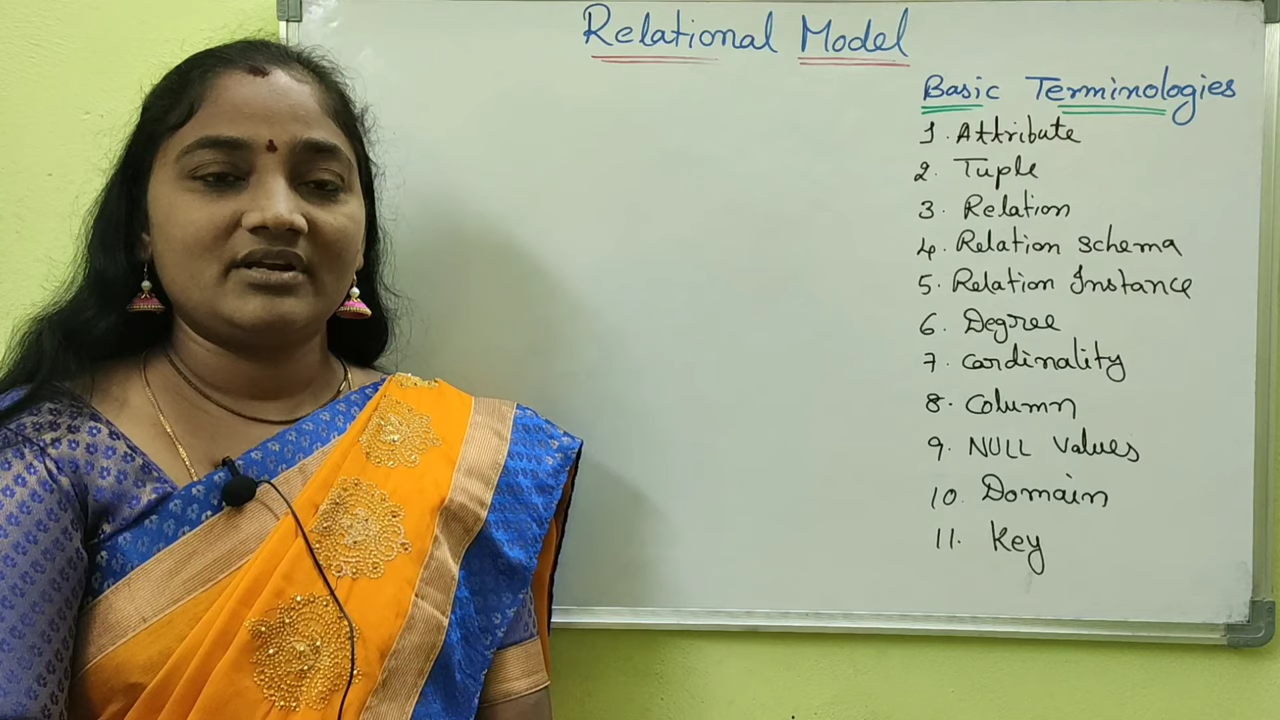 Relational Model
Basic Terminologies
1. Attribute
2. Tuple
3. Relation
4. Relation schema
5. Relation Instance
6. Degree
7. cardinality
8. column
9. NULL values
10. Domain
11. Key